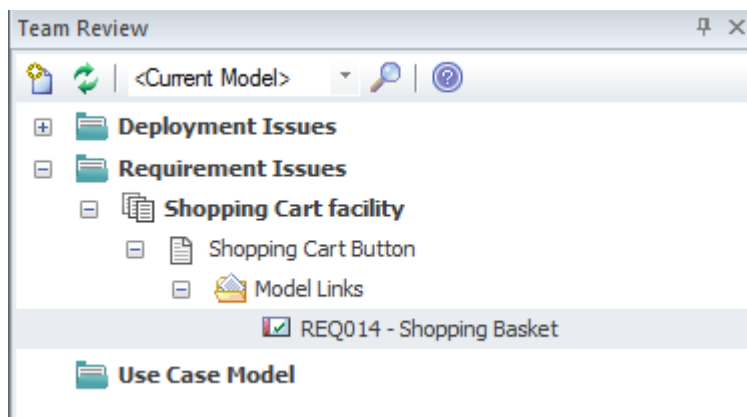 Team Review
<Current Model>
Deployment Issues
Requirement Issues
Shopping Cart facility
Shopping Cart Button
Model Links
REQ014 - Shopping Basket
Use Case Model